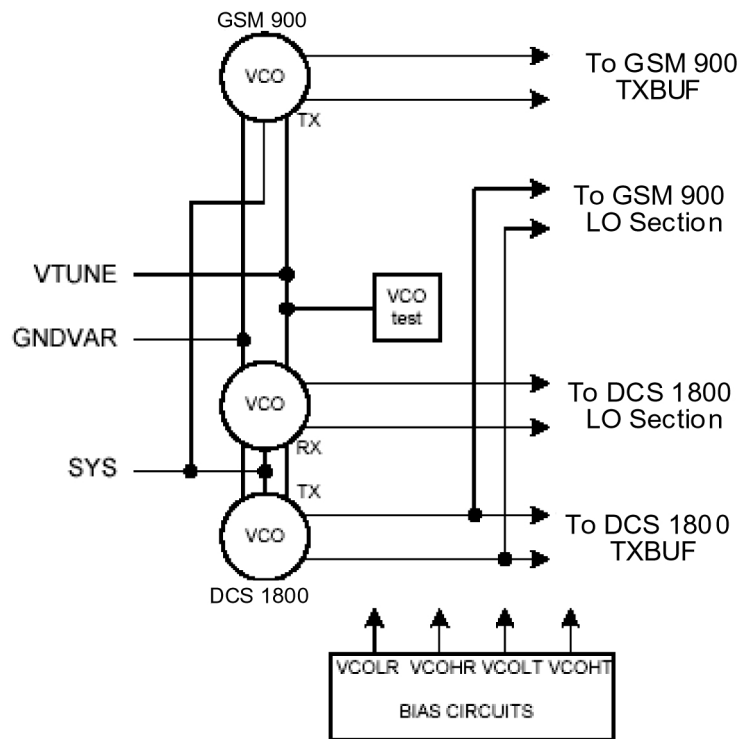 GSM 900
VCO
TX
To GSM 900
TXBUF
To GSM 900
LO Section
VTUNE
VCO
test
GNDVAR
VCO
RX
To DCS 1800
LO Section
SYS
TX
VCO
DCS 1800
To DCS 1800
TXBUF
VCOLR VCOHR VCOLT VCOHT
BIAS CIRCUITS